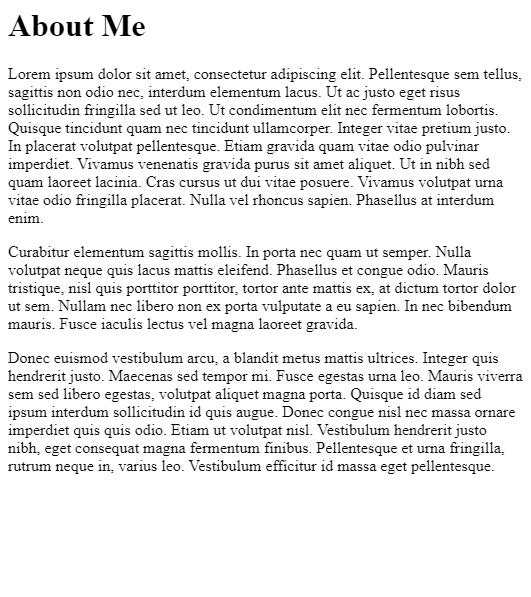 About Me
Lorem ipsum dolor sit amet, consectetur adipiscing elit. Pellentesque sem tellus,
sagittis non odio nec, interdum elementum lacus. Ut ac justo eget risus
sollicitudin fringilla sed ut leo. Ut condimentum elit nec fermentum lobortis.
Quisque tincidunt quam nec tincidunt ullamcorper. Integer vitae pretium justo.
In placerat volutpat pellentesque. Etiam gravida quam vitae odio pulvinar
imperdiet. Vivamus venenatis gravida purus sit amet aliquet. Ut in nibh sed
quam laoreet lacinia. Cras cursus ut dui vitae posuere. Vivamus volutpat urna
vitae odio fringilla placerat. Nulla vel rhoncus sapien. Phasellus at interdum
enim.
Curabitur elementum sagittis mollis. In porta nec quam ut semper. Nulla
volutpat neque quis lacus mattis eleifend. Phasellus et congue odio. Mauris
tristique, nisl quis porttitor porttitor, tortor ante mattis ex, at dictum tortor dolor
ut sem. Nullam nec libero non ex porta vulputate a eu sapien. In nec bibendum
mauris. Fusce iaculis lectus vel magna laoreet gravida.
Donec euismod vestibulum arcu, a blandit metus mattis ultrices. Integer quis
hendrerit justo. Maecenas sed tempor mi. Fusce egestas urna leo. Mauris viverra
sem sed libero egestas, volutpat aliquet magna porta. Quisque id diam sed
ipsum interdum sollicitudin id quis augue. Donec congue nisl nec massa ornare
imperdiet quis quis odio. Etiam ut volutpat nisl. Vestibulum hendrerit justo
nibh, eget consequat magna fermentum finibus. Pellentesque et urna fringilla,
rutrum neque in, varius leo. Vestibulum efficitur id massa eget pellentesque.